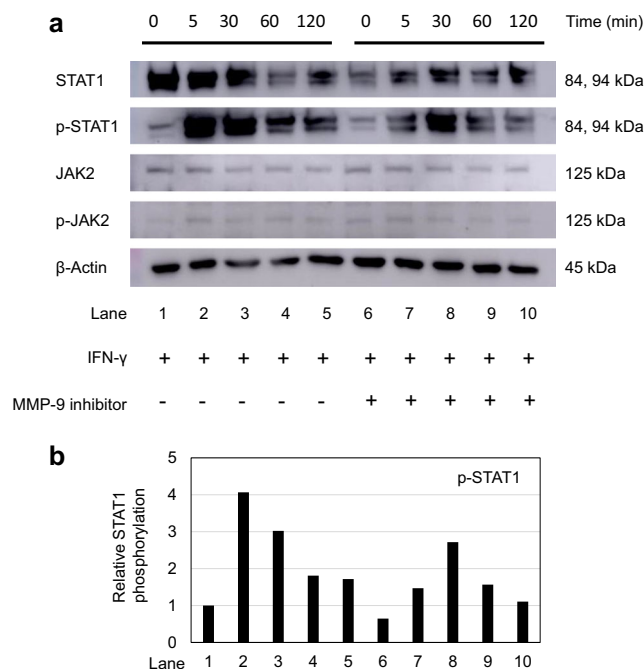 a
0 5 30 60 120 0 5 30 60 120 Time (min)
STAT1 84, 94 kDa
p-STAT1 84, 94 kDa
JAK2 125 kDa
p-JAK2 125 kDa
β-Actin 45 kDa
Lane 1 2 3 4 5 6 7 8 9 10
IFN-γ + + + + + + + + + +
MMP-9 inhibitor - - - - - + + + + +
b
p-STAT1
Relative STAT1
phosphorylation
5
4
3
2
1
0
Lane 1 2 3 4 5 6 7 8 9 10